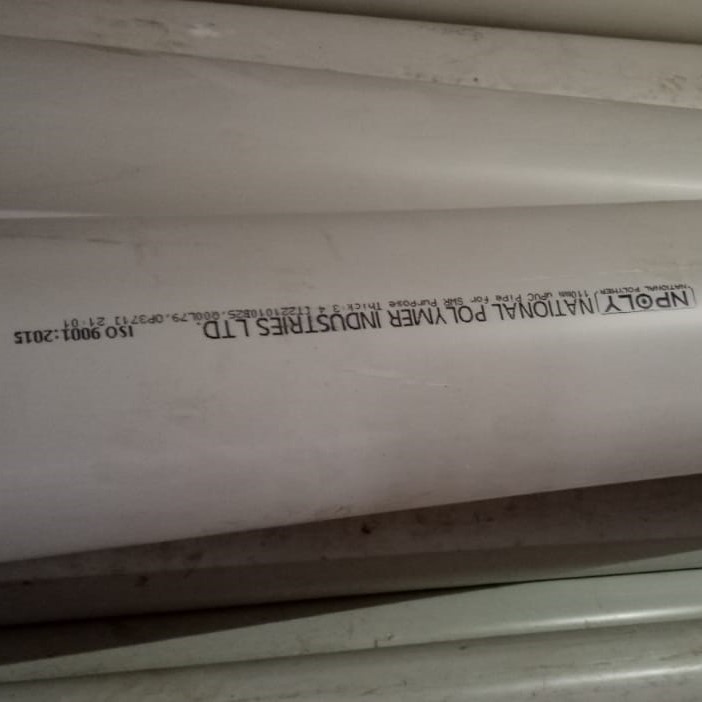 NPOLY NATIONAL POLYMER INDUSTRIES LTD. ISO 9001:2015
NATIONAL POLYMER
110mm uPVC Pipe for SWR Purpose Thick-3.4